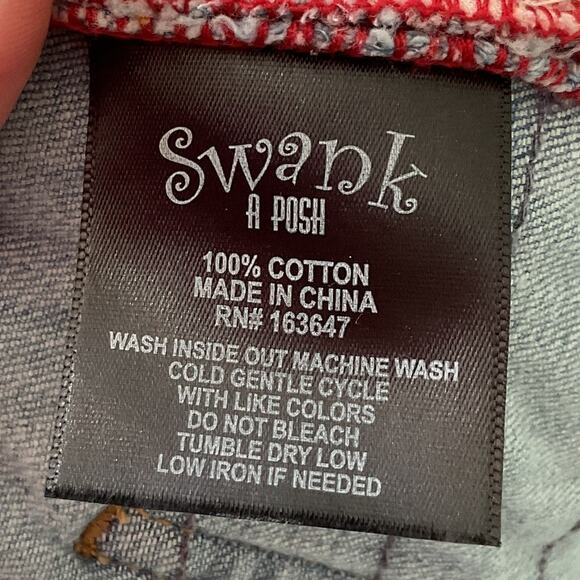 Swank
A POSH
100% COTTON
MADE IN CHINA
RN# 163647
WASH INSIDE OUT MACHINE WASH
COLD GENTLE CYCLE
WITH LIKE COLORS
DO NOT BLEACH
TUMBLE DRY LOW
LOW IRON IF NEEDED